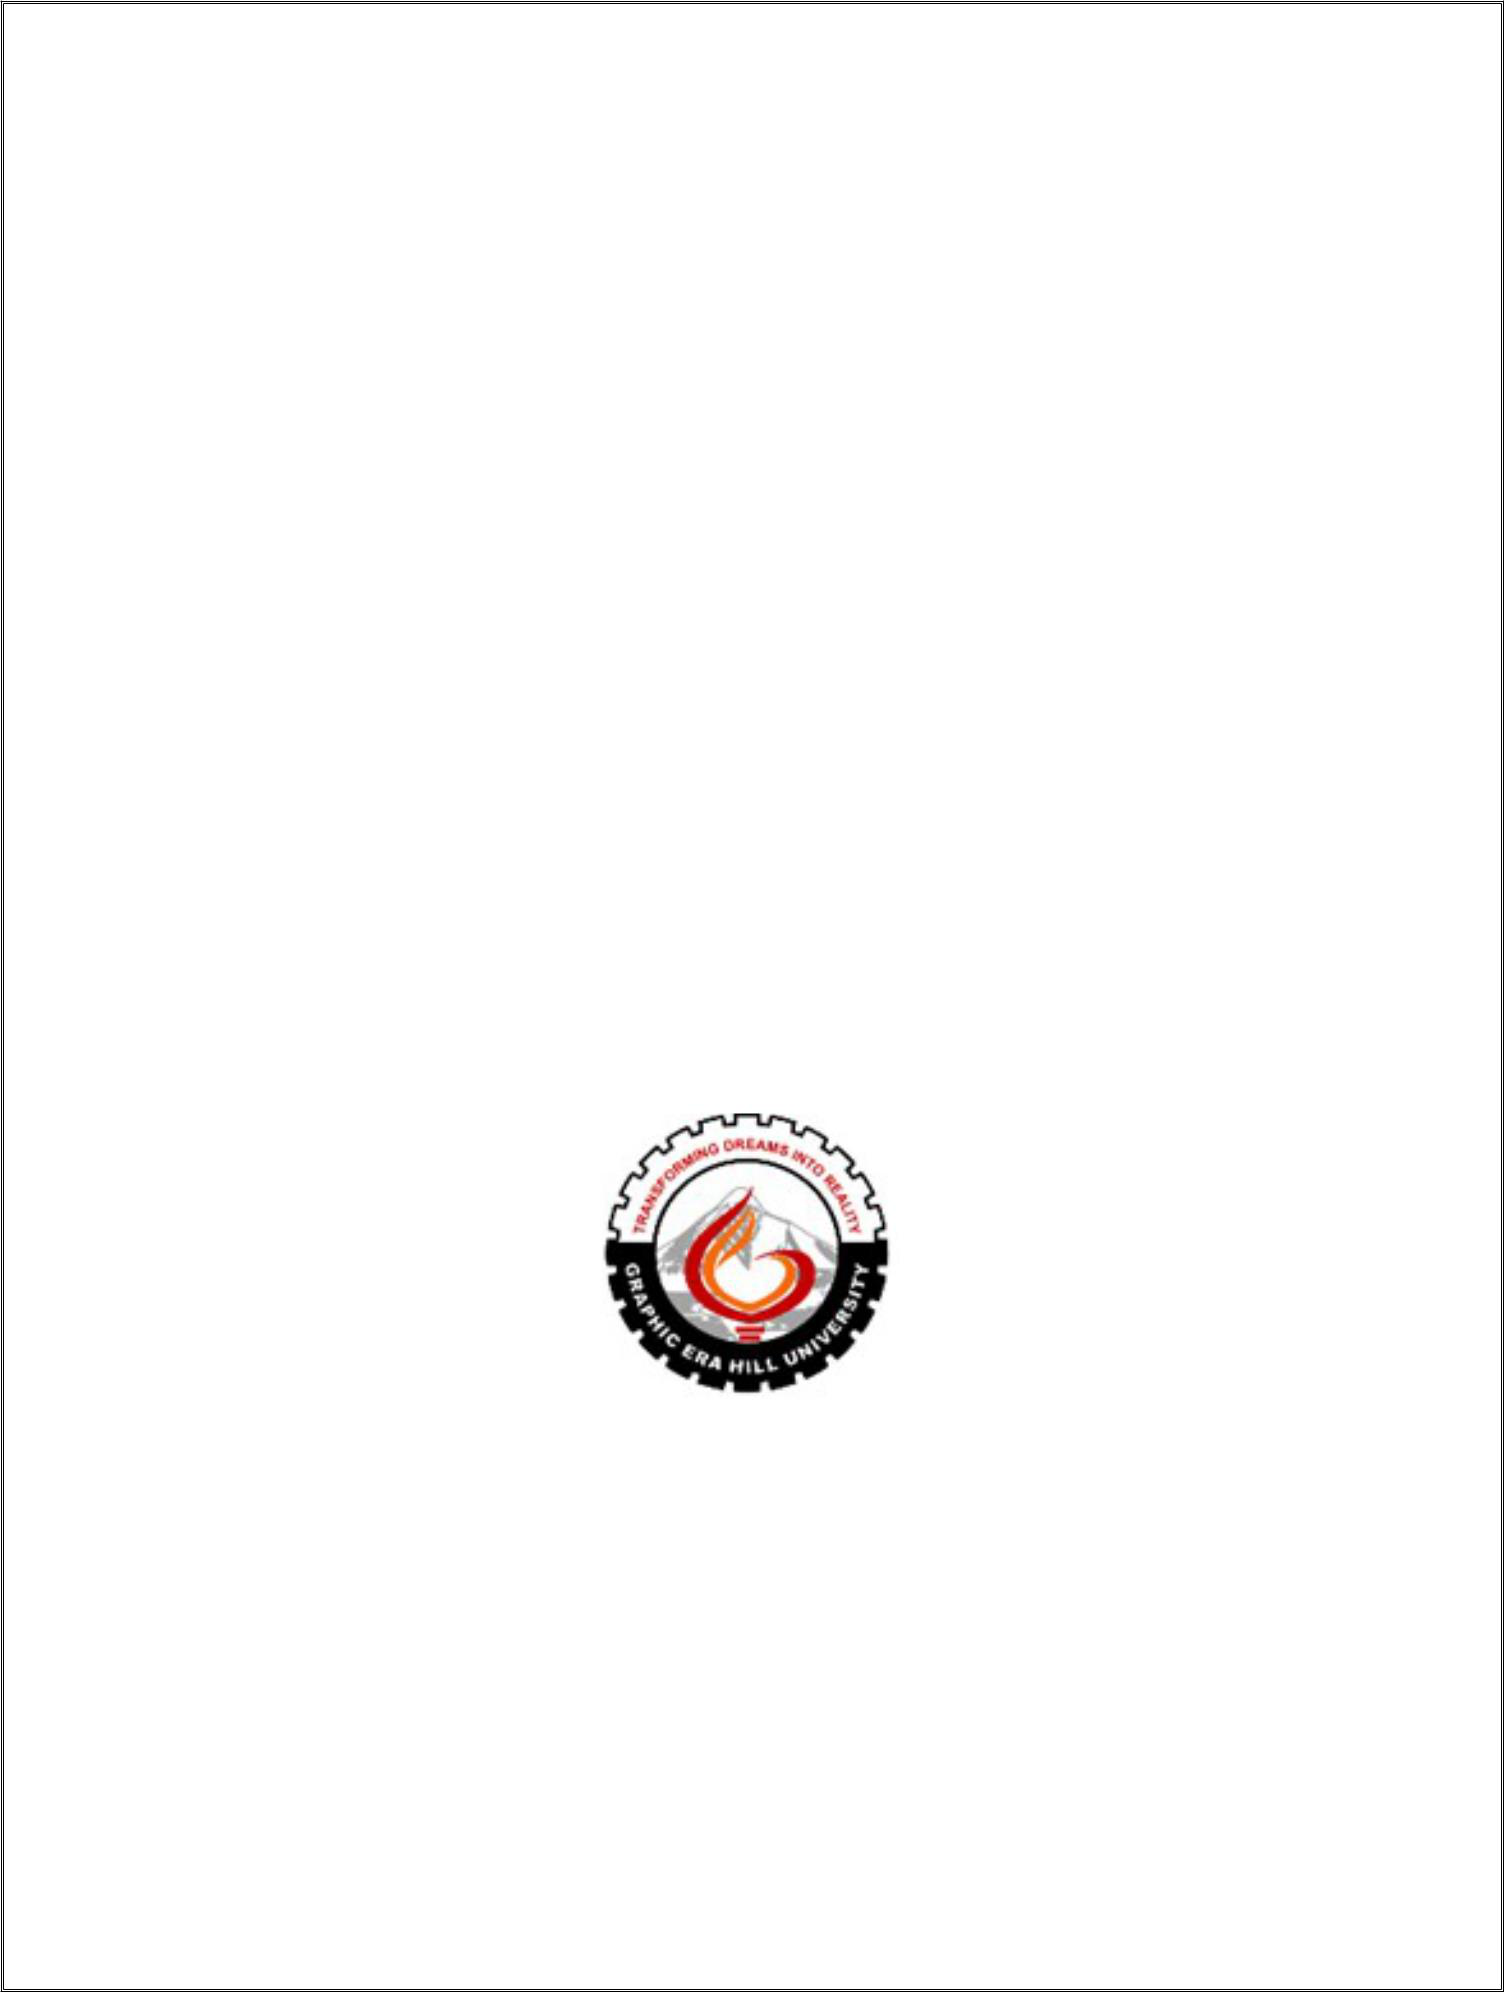 TRANSFORMING DREAMS INTO REALITY
GRAPHIC ERA HILL UNIVERSITY